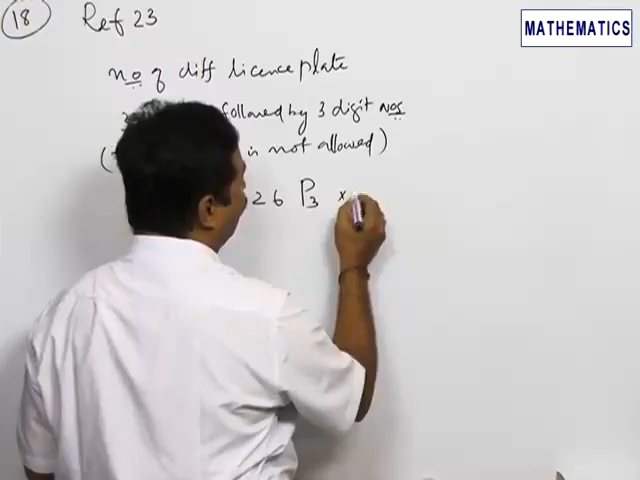 MATHEMATICS
18 Ref 23
no of diff licence plate
3 followed by 3 digit nos
( is not allowed)
26 P3 ×